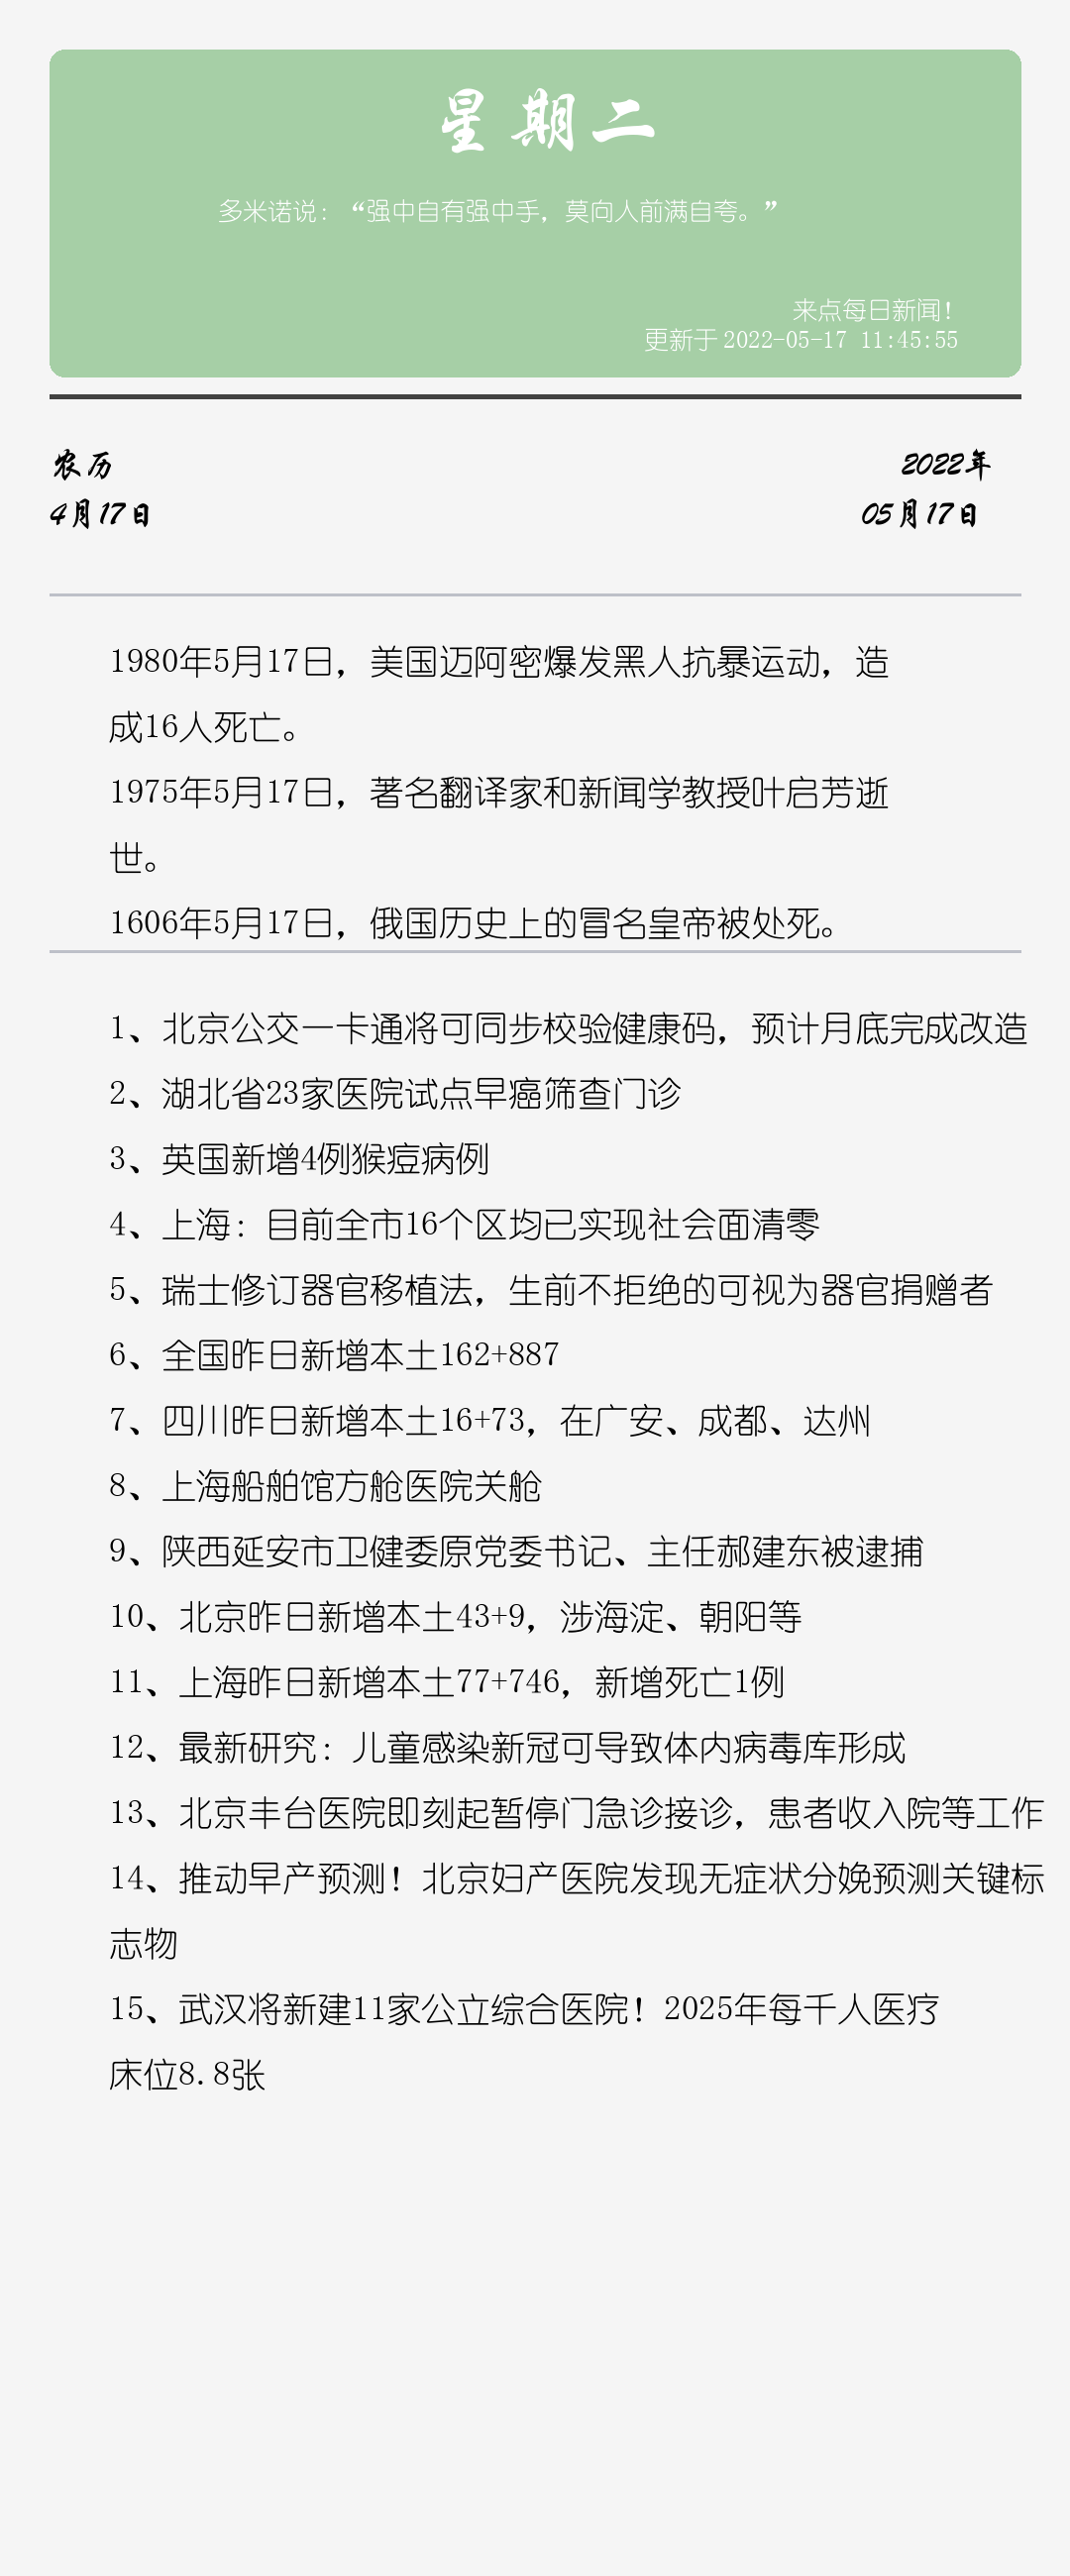 星期二
多米诺说：“强中自有强中手，莫向人前满自夸。”
来点每日新闻！
更新于 2022-05-17 11:45:55
农历
2022年
4月17日
05月17日
1980年5月17日，美国迈阿密爆发黑人抗暴运动，造
成16人死亡。
1975年5月17日，著名翻译家和新闻学教授叶启芳逝
世。
1606年5月17日，俄国历史上的冒名皇帝被处死。
1、北京公交一卡通将可同步校验健康码，预计月底完成改造
2、湖北省23家医院试点早癌筛查门诊
3、英国新增4例猴痘病例
4、上海：目前全市16个区均已实现社会面清零
5、瑞士修订器官移植法，生前不拒绝的可视为器官捐赠者
6、全国昨日新增本土162+887
7、四川昨日新增本土16+73，在广安、成都、达州
8、上海船舶馆方舱医院关舱
9、陕西延安市卫健委原党委书记、主任郝建东被逮捕
10、北京昨日新增本土43+9，涉海淀、朝阳等
11、上海昨日新增本土77+746，新增死亡1例
12、最新研究：儿童感染新冠可导致体内病毒库形成
13、北京丰台医院即刻起暂停门急诊接诊，患者收入院等工作
14、推动早产预测！北京妇产医院发现无症状分娩预测关键标
志物
15、武汉将新建11家公立综合医院！2025年每千人医疗
床位8.8张